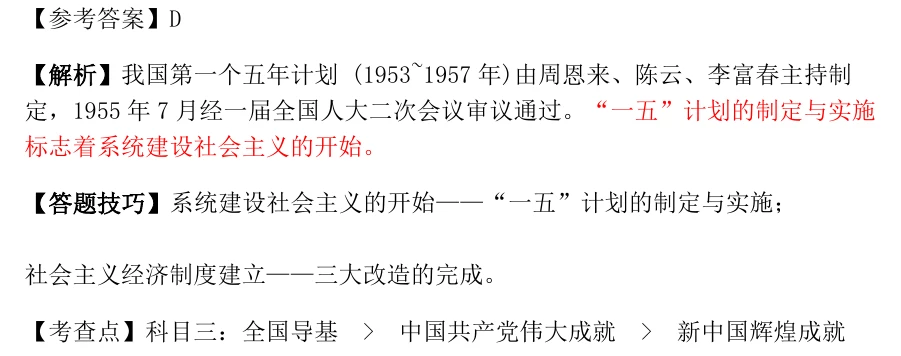 【参考答案】D
【解析】我国第一个五年计划 (1953~1957 年)由周恩来、陈云、李富春主持制
定，1955 年 7 月经一届全国人大二次会议审议通过。“一五”计划的制定与实施
标志着系统建设社会主义的开始。
【答题技巧】系统建设社会主义的开始——“一五”计划的制定与实施；
社会主义经济制度建立——三大改造的完成。
【考查点】科目三：全国导基 > 中国共产党伟大成就 > 新中国辉煌成就